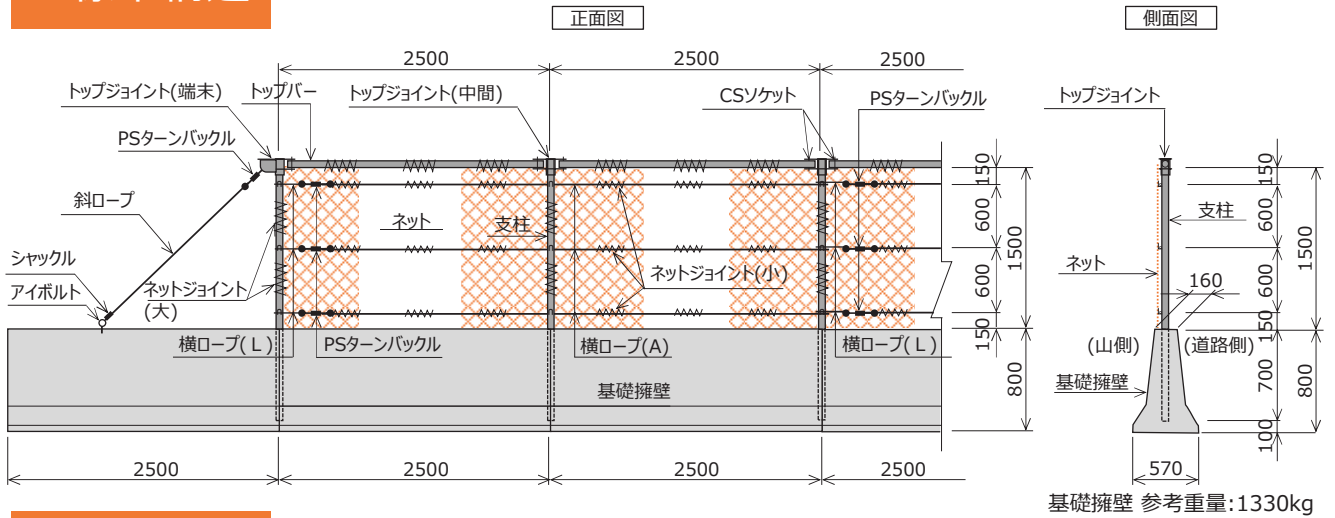 正面図
側面図
2500
2500
2500
トップジョイント(端末)
トップバー
トップジョイント(中間)
CSソケット
PSターンバックル
トップジョイント
PSターンバックル
斜ロープ
ネット
支柱
シャックル
アイボルト
ネットジョイント
(大)
ネットジョイント(小)
横ロープ(L)
PSターンバックル
横ロープ(A)
横ロープ(L)
基礎擁壁
150
600
600
150
1500
800
2500
2500
2500
2500
支柱
ネット
160
(山側)
(道路側)
基礎擁壁
150
600
600
150
700
100
1500
800
570
基礎擁壁 参考重量:1330kg